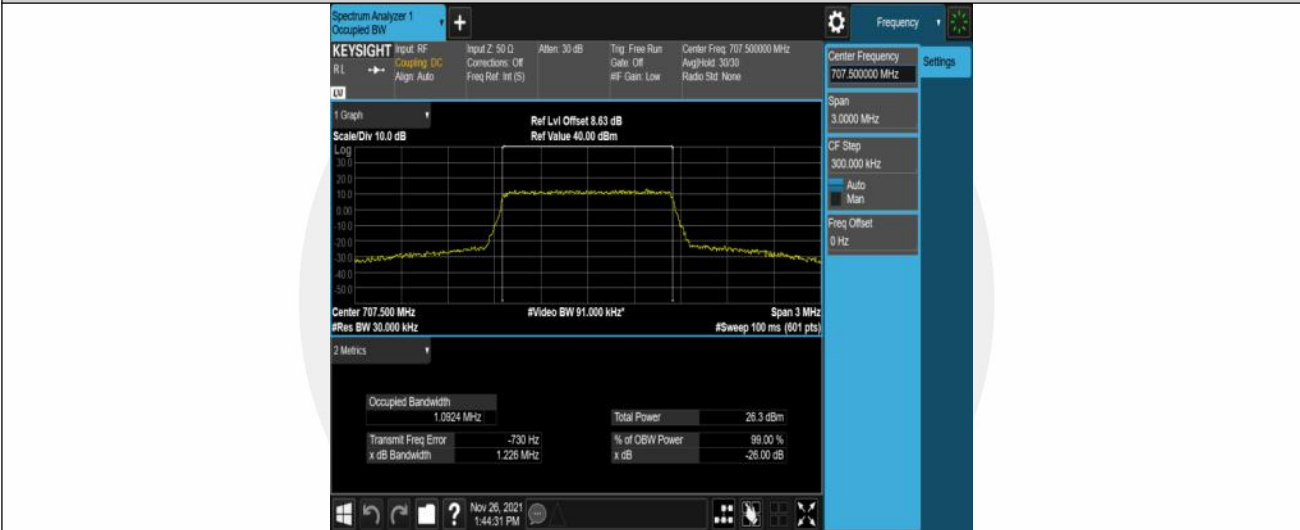 Spectrum Analyzer 1
Occupied BW
+
Frequency
KEYSIGHT
R L
LV
Input: RF
Coupling: DC
Align: Auto
Input Z: 50 Ω
Corrections: Off
Freq Ref: Int (S)
Atten: 30 dB
Trig: Free Run
Gate: Off
#IF Gain: Low
Center Freq: 707.500000 MHz
Avg|Hold: 30/30
Radio Std: None
1 Graph
Scale/Div 10.0 dB
Ref Lvl Offset 8.63 dB
Ref Value 40.00 dBm
Log
30.0
20.0
10.0
0.00
-10.0
-20.0
-30.0
-40.0
-50.0
Center 707.500 MHz
#Video BW 91.000 kHz*
Span 3 MHz
#Res BW 30.000 kHz
#Sweep 100 ms (601 pts)
2 Metrics
Occupied Bandwidth
1.0924 MHz
Total Power 26.3 dBm
Transmit Freq Error -730 Hz
% of OBW Power 99.00 %
x dB Bandwidth 1.226 MHz
x dB -26.00 dB
Center Frequency
707.500000 MHz
Settings
Span
3.0000 MHz
CF Step
300.000 kHz
Auto
Man
Freq Offset
0 Hz
?
Nov 26, 2021
1:44:31 PM